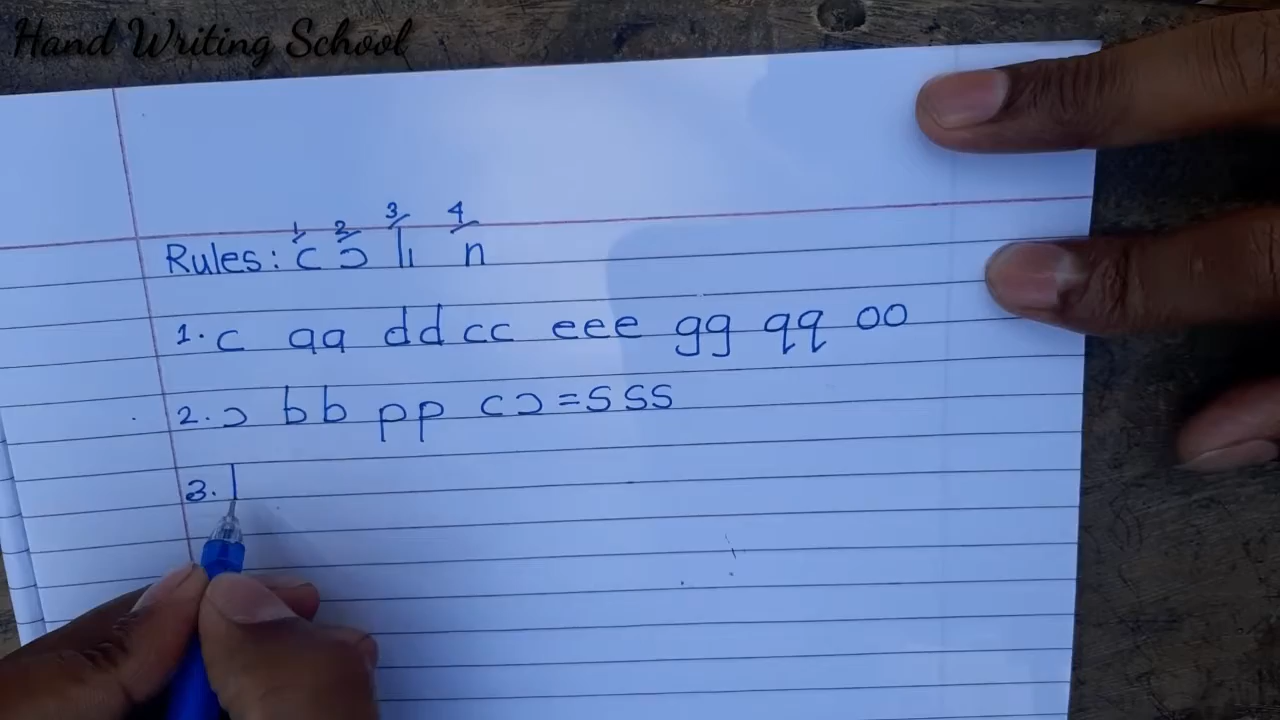 Hand Writing School
1 2 3 4
Rules: c ɔ lı n
1. c aa dd cc eee gg qq oo
2. ɔ bb pp cɔ=sss
3. l